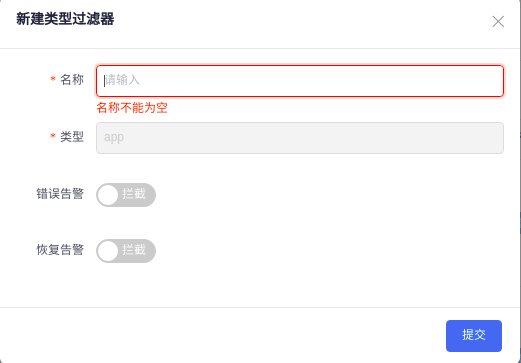 新建类型过滤器
* 名称
请输入
名称不能为空
* 类型
app
错误告警
拦截
恢复告警
拦截
提交